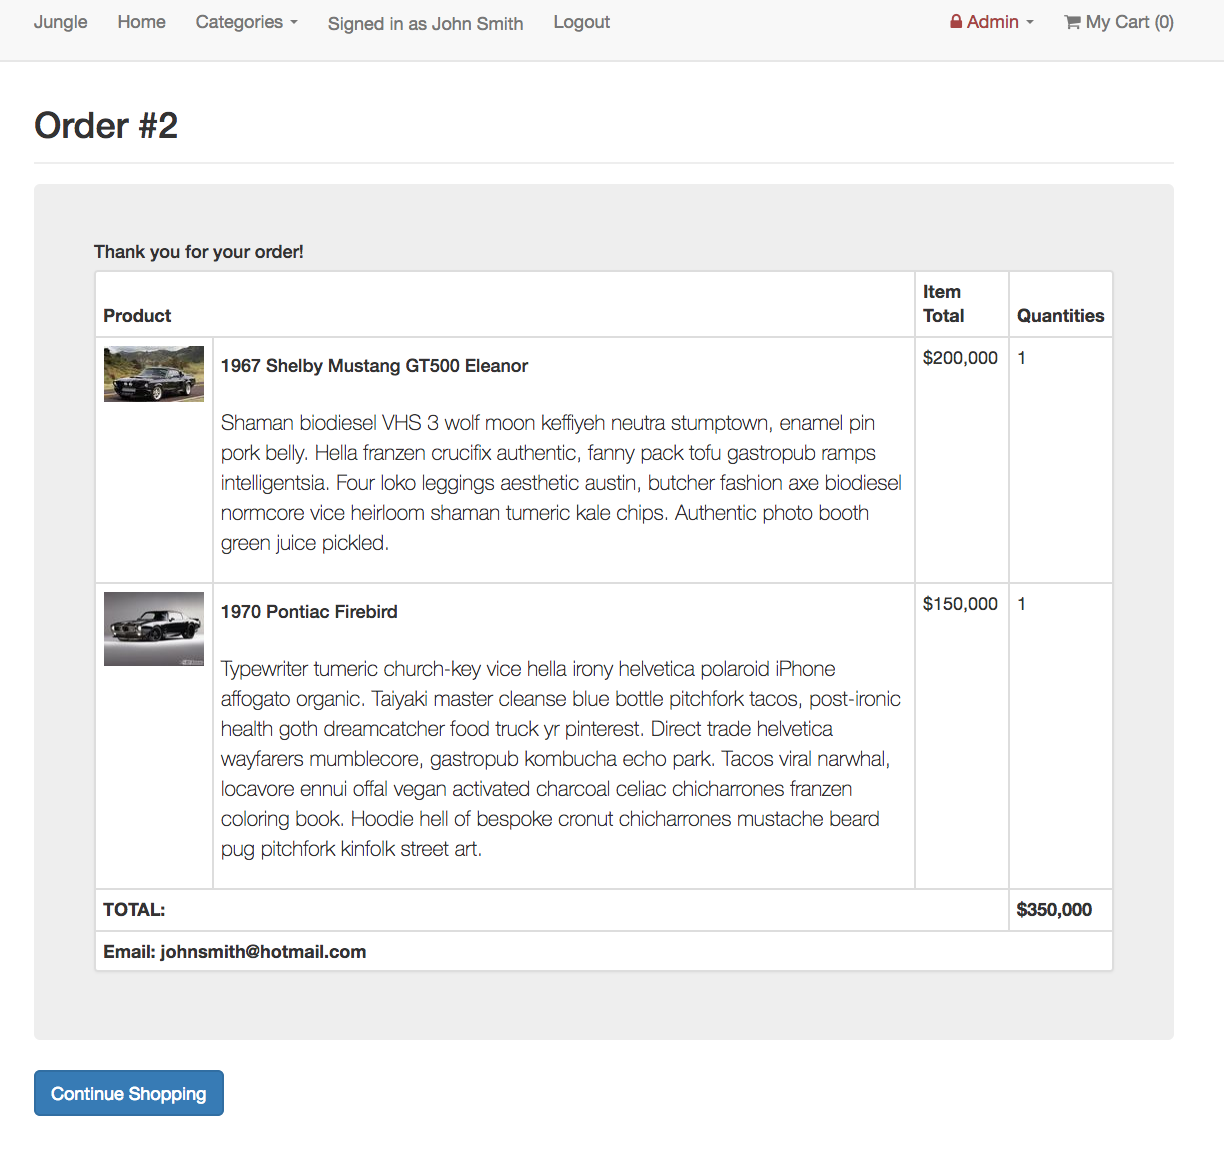 Jungle Home Categories Signed in as John Smith Logout Admin My Cart (0)
Order #2
Thank you for your order!
Product Item Total Quantities
1967 Shelby Mustang GT500 Eleanor $200,000 1
Shaman biodiesel VHS 3 wolf moon keffiyeh neutra stumptown, enamel pin
pork belly. Hella franzen crucifix authentic, fanny pack tofu gastropub ramps
intelligentsia. Four loko leggings aesthetic austin, butcher fashion axe biodiesel
normcore vice heirloom shaman tumeric kale chips. Authentic photo booth
green juice pickled.
1970 Pontiac Firebird $150,000 1
Typewriter tumeric church-key vice hella irony helvetica polaroid iPhone
affogato organic. Taiyaki master cleanse blue bottle pitchfork tacos, post-ironic
health goth dreamcatcher food truck yr pinterest. Direct trade helvetica
wayfarers mumblecore, gastropub kombucha echo park. Tacos viral narwhal,
locavore ennui offal vegan activated charcoal celiac chicharrones franzen
coloring book. Hoodie hell of bespoke cronut chicharrones mustache beard
pug pitchfork kinfolk street art.
TOTAL: $350,000
Email: johnsmith@hotmail.com
Continue Shopping